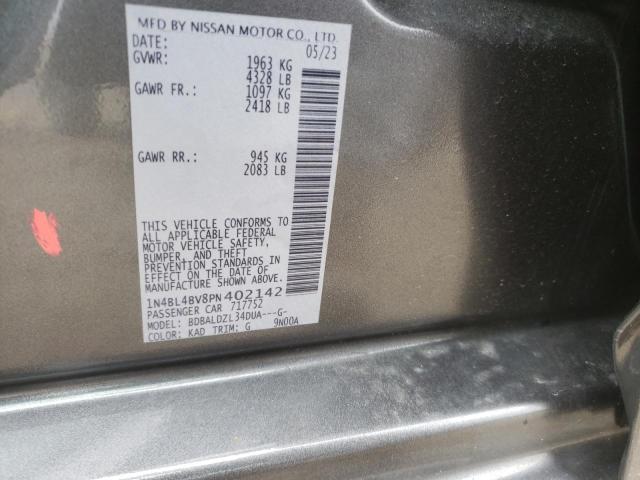 MFD BY NISSAN MOTOR CO., LTD.
DATE: 05/23
GVWR: 1963 KG
4328 LB
GAWR FR.: 1097 KG
2418 LB
GAWR RR.: 945 KG
2083 LB
THIS VEHICLE CONFORMS TO
ALL APPLICABLE FEDERAL
MOTOR VEHICLE SAFETY,
BUMPER, AND THEFT
PREVENTION STANDARDS IN
EFFECT ON THE DATE OF
MANUFACTURE SHOWN ABOVE.
1N4BL4BV8PN402142
PASSENGER CAR 717752
MODEL: BDBALDZL34DUA---G-
COLOR: KAD TRIM: G 9N00A